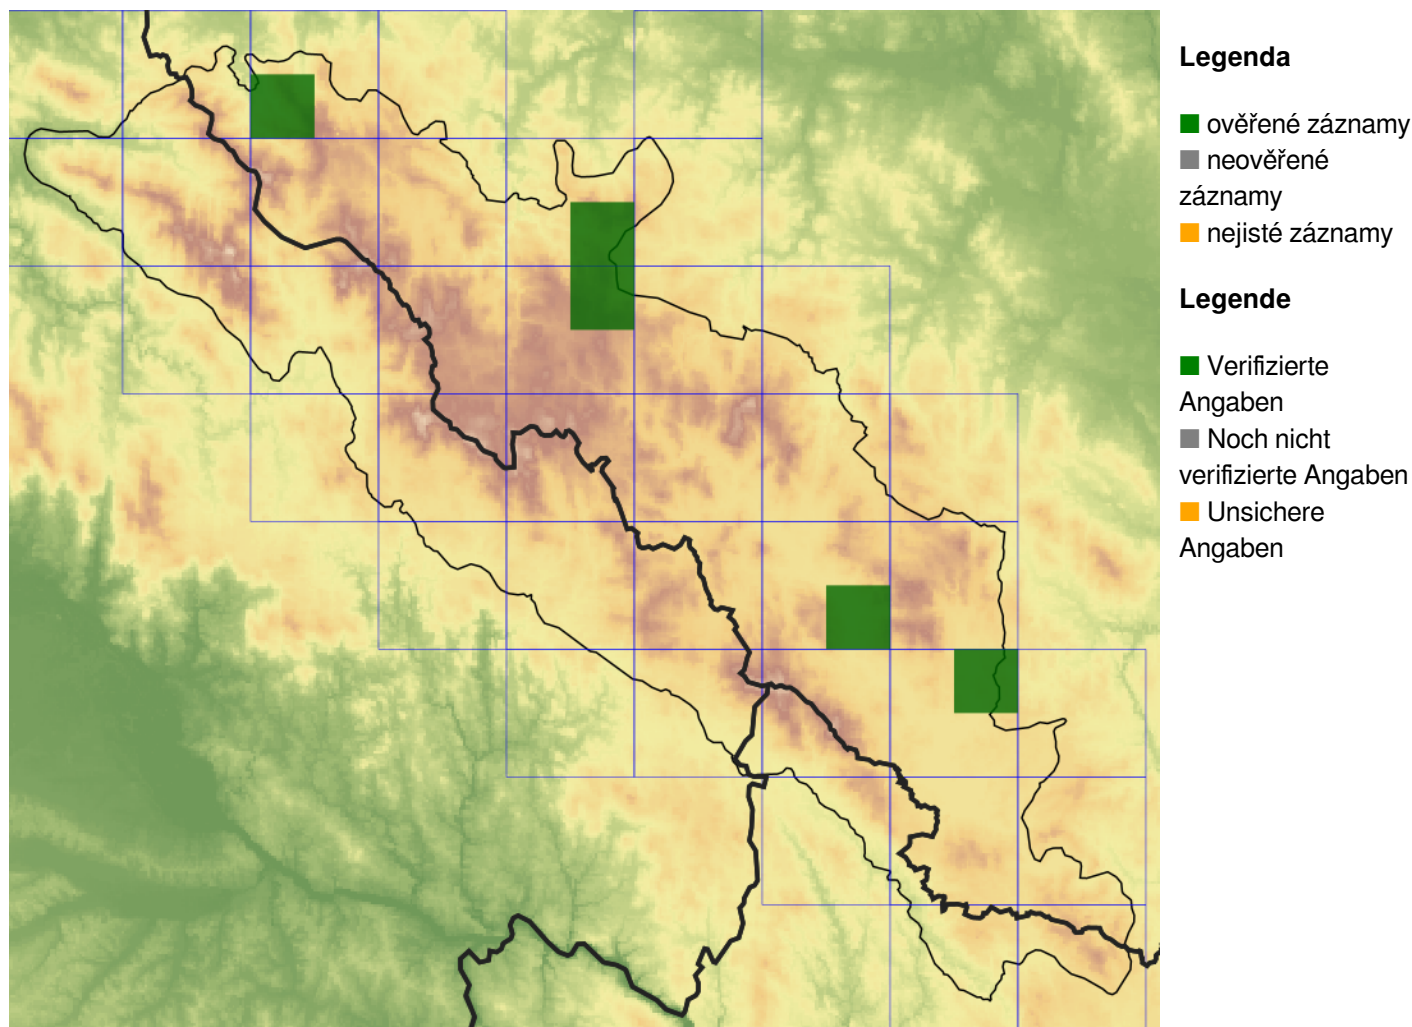 Legenda
ověřené záznamy
neověřené
záznamy
nejisté záznamy
Legende
Verifizierte
Angaben
Noch nicht
verifizierte Angaben
Unsichere
Angaben